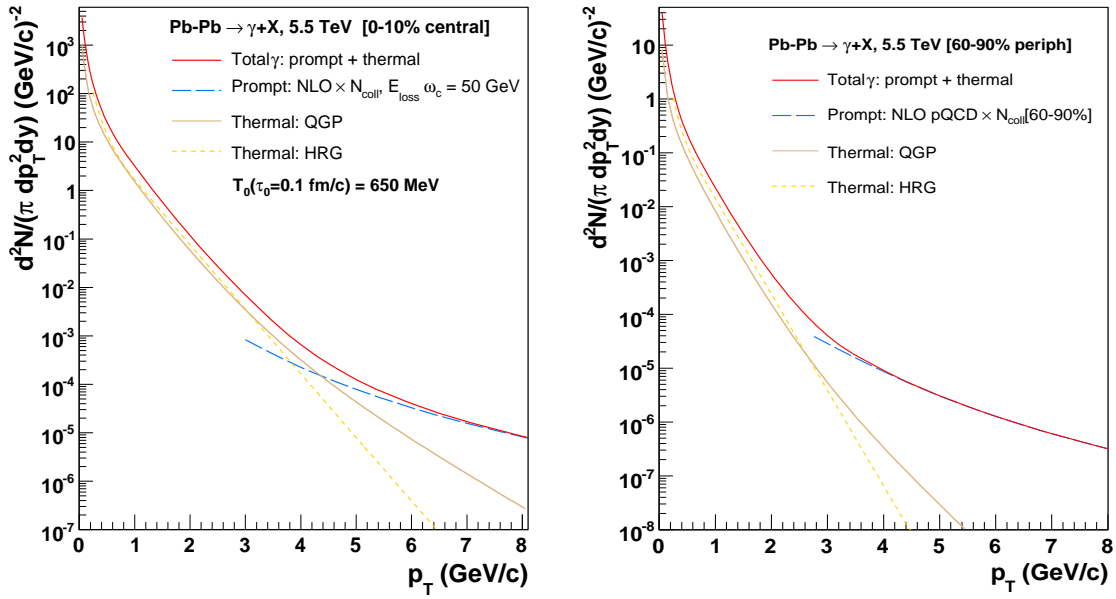 Pb-Pb → γ+X, 5.5 TeV [0-10% central]
Totalγ: prompt + thermal
Prompt: NLO × N_coll, E_loss ω_c = 50 GeV
Thermal: QGP
Thermal: HRG
T_0(τ_0=0.1 fm/c) = 650 MeV
d²N/(π dp_T²dy) (GeV/c)⁻²
10³
10²
10
1
10⁻¹
10⁻²
10⁻³
10⁻⁴
10⁻⁵
10⁻⁶
10⁻⁷
0 1 2 3 4 5 6 7 8
p_T (GeV/c)
Pb-Pb → γ+X, 5.5 TeV [60-90% periph]
Totalγ: prompt + thermal
Prompt: NLO pQCD × N_coll[60-90%]
Thermal: QGP
Thermal: HRG
d²N/(π dp_T²dy) (GeV/c)⁻²
10
1
10⁻¹
10⁻²
10⁻³
10⁻⁴
10⁻⁵
10⁻⁶
10⁻⁷
10⁻⁸
0 1 2 3 4 5 6 7 8
p_T (GeV/c)